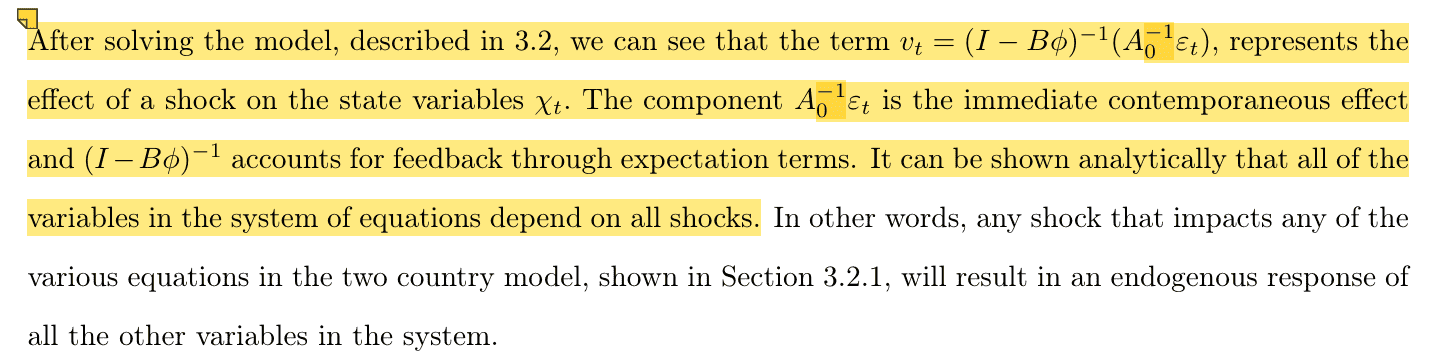 After solving the model, described in 3.2, we can see that the term $v_t = (I - B\phi)^{-1}(A_0^{-1}\varepsilon_t)$, represents the
effect of a shock on the state variables $\chi_t$. The component $A_0^{-1}\varepsilon_t$ is the immediate contemporaneous effect
and $(I - B\phi)^{-1}$ accounts for feedback through expectation terms. It can be shown analytically that all of the
variables in the system of equations depend on all shocks. In other words, any shock that impacts any of the
various equations in the two country model, shown in Section 3.2.1, will result in an endogenous response of
all the other variables in the system.